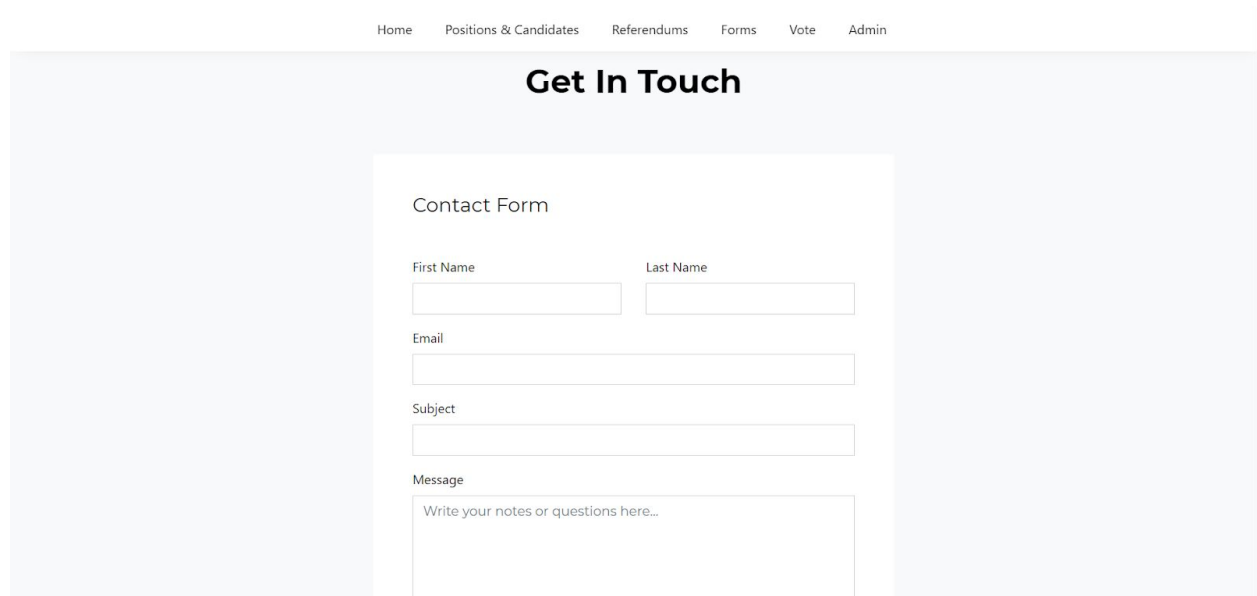 Home Positions & Candidates Referendums Forms Vote Admin
Get In Touch
Contact Form
First Name Last Name
Email
Subject
Message
Write your notes or questions here...